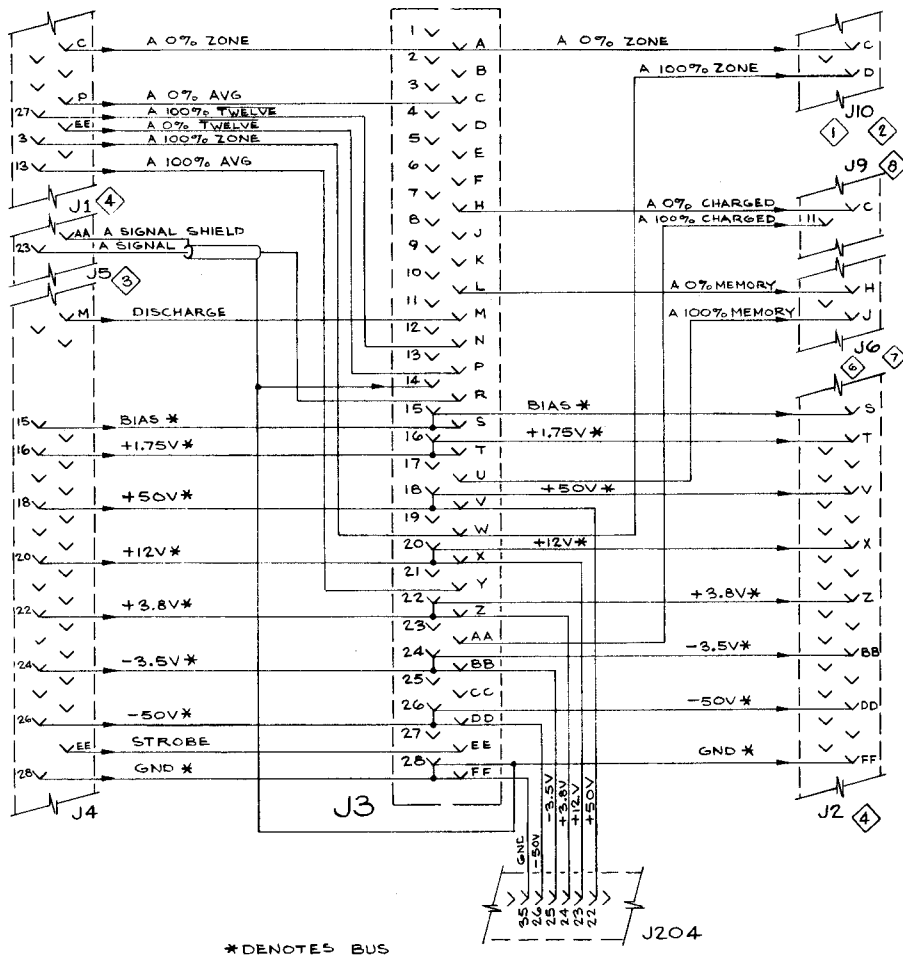 C
A 0% ZONE
P
A 0% AVG
27
A 100% TWELVE
EE
A 0% TWELVE
3
A 100% ZONE
13
A 100% AVG
J1
4
AA
A SIGNAL SHIELD
23
A SIGNAL
J5
3
M
DISCHARGE
15
BIAS *
16
+1.75V *
18
+50V *
20
+12V *
22
+3.8V *
24
-3.5V *
26
-50V *
EE
STROBE
28
GND *
J4
1
A
2
B
3
C
4
D
5
E
6
F
7
H
8
J
9
K
10
L
11
M
12
N
13
P
14
R
15
S
16
T
17
U
18
V
19
W
20
X
21
Y
22
Z
23
AA
24
BB
25
CC
26
DD
27
EE
28
FF
J3
A 0% ZONE
C
A 100% ZONE
D
J10
1
2
J9
8
A 0% CHARGED
C
A 100% CHARGED
11
A 0% MEMORY
H
A 100% MEMORY
J
J6
6
7
BIAS *
S
+1.75V *
T
+50V *
V
+12V *
X
+3.8V *
Z
-3.5V *
BB
-50V *
DD
GND *
FF
J2
4
GND
-50V
-3.5V
+3.8V
+12V
+50V
35
26
25
24
23
22
J204
* DENOTES BUS